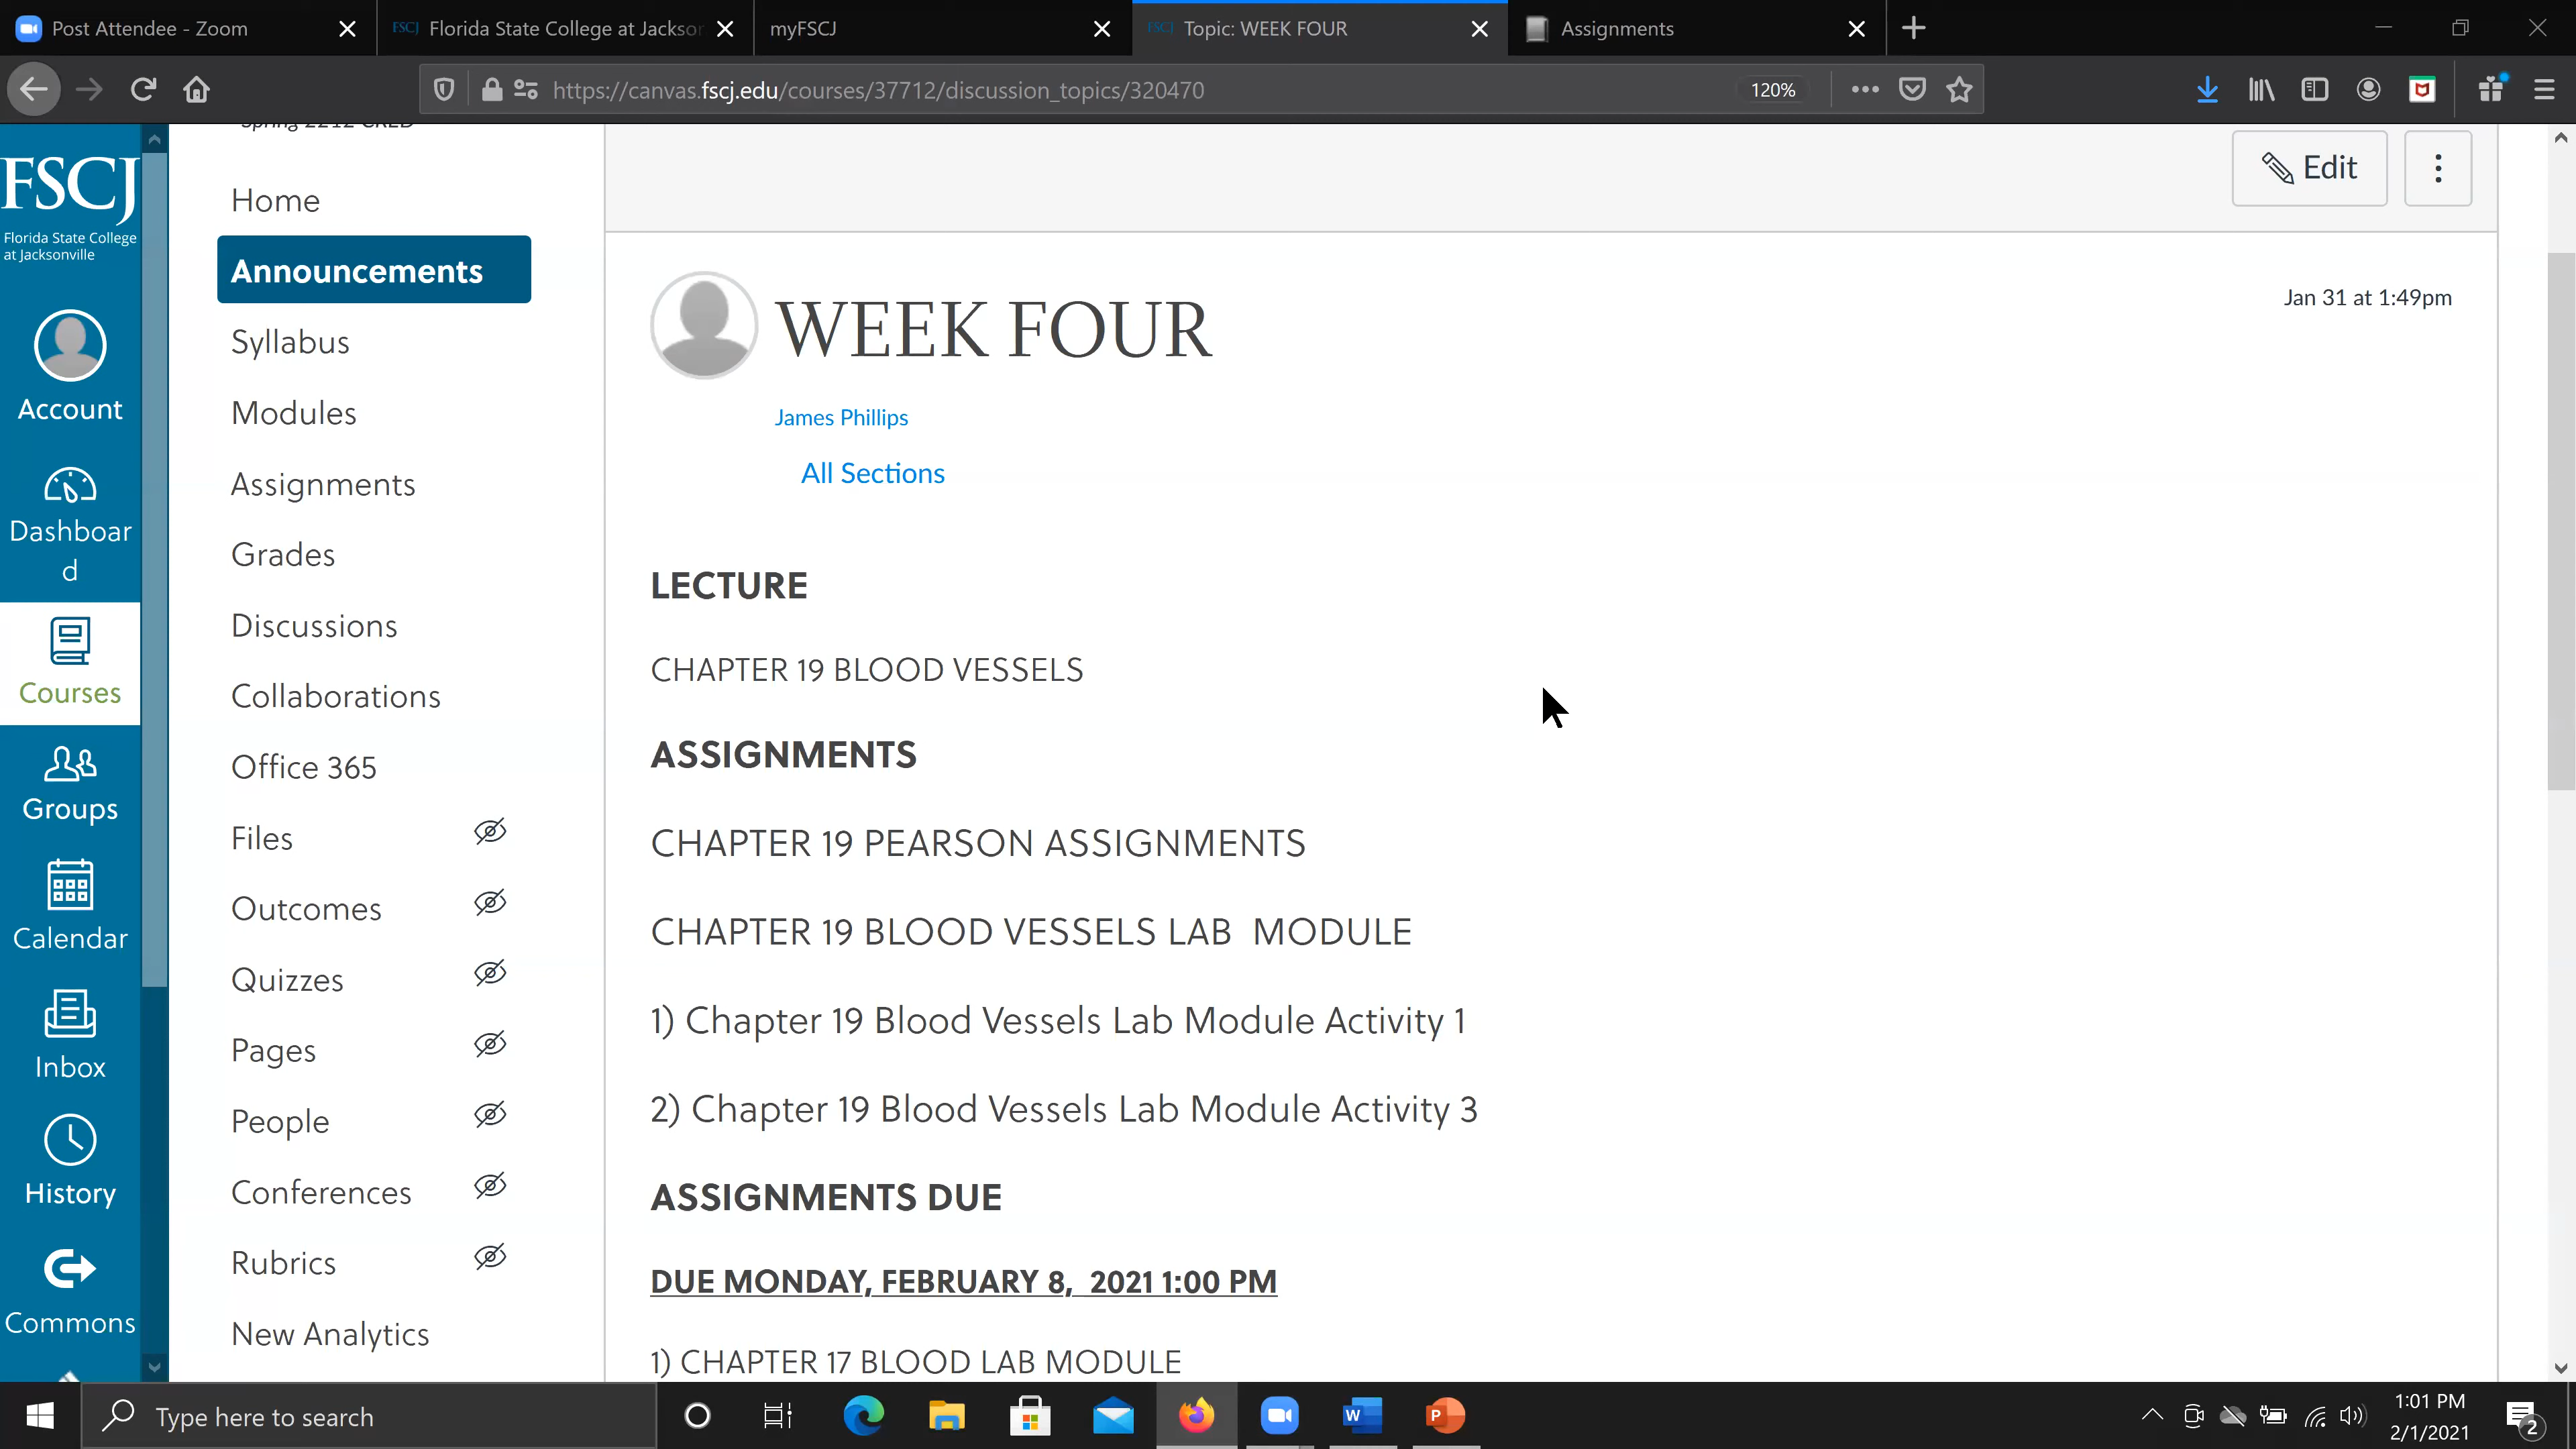 Post Attendee - Zoom
FSCJ Florida State College at Jackso
myFSCJ
FSCJ Topic: WEEK FOUR
Assignments
https://canvas.fscj.edu/courses/37712/discussion_topics/320470
120%
FSCJ
Florida State College
at Jacksonville
Account
Dashboar
d
Courses
Groups
Calendar
Inbox
History
Commons
Home
Announcements
Syllabus
Modules
Assignments
Grades
Discussions
Collaborations
Office 365
Files
Outcomes
Quizzes
Pages
People
Conferences
Rubrics
New Analytics
Edit
WEEK FOUR
Jan 31 at 1:49pm
James Phillips
All Sections
LECTURE
CHAPTER 19 BLOOD VESSELS
ASSIGNMENTS
CHAPTER 19 PEARSON ASSIGNMENTS
CHAPTER 19 BLOOD VESSELS LAB  MODULE
1) Chapter 19 Blood Vessels Lab Module Activity 1
2) Chapter 19 Blood Vessels Lab Module Activity 3
ASSIGNMENTS DUE
DUE MONDAY, FEBRUARY 8,  2021 1:00 PM
1) CHAPTER 17 BLOOD LAB MODULE
Type here to search
W
P
1:01 PM
2/1/2021
2